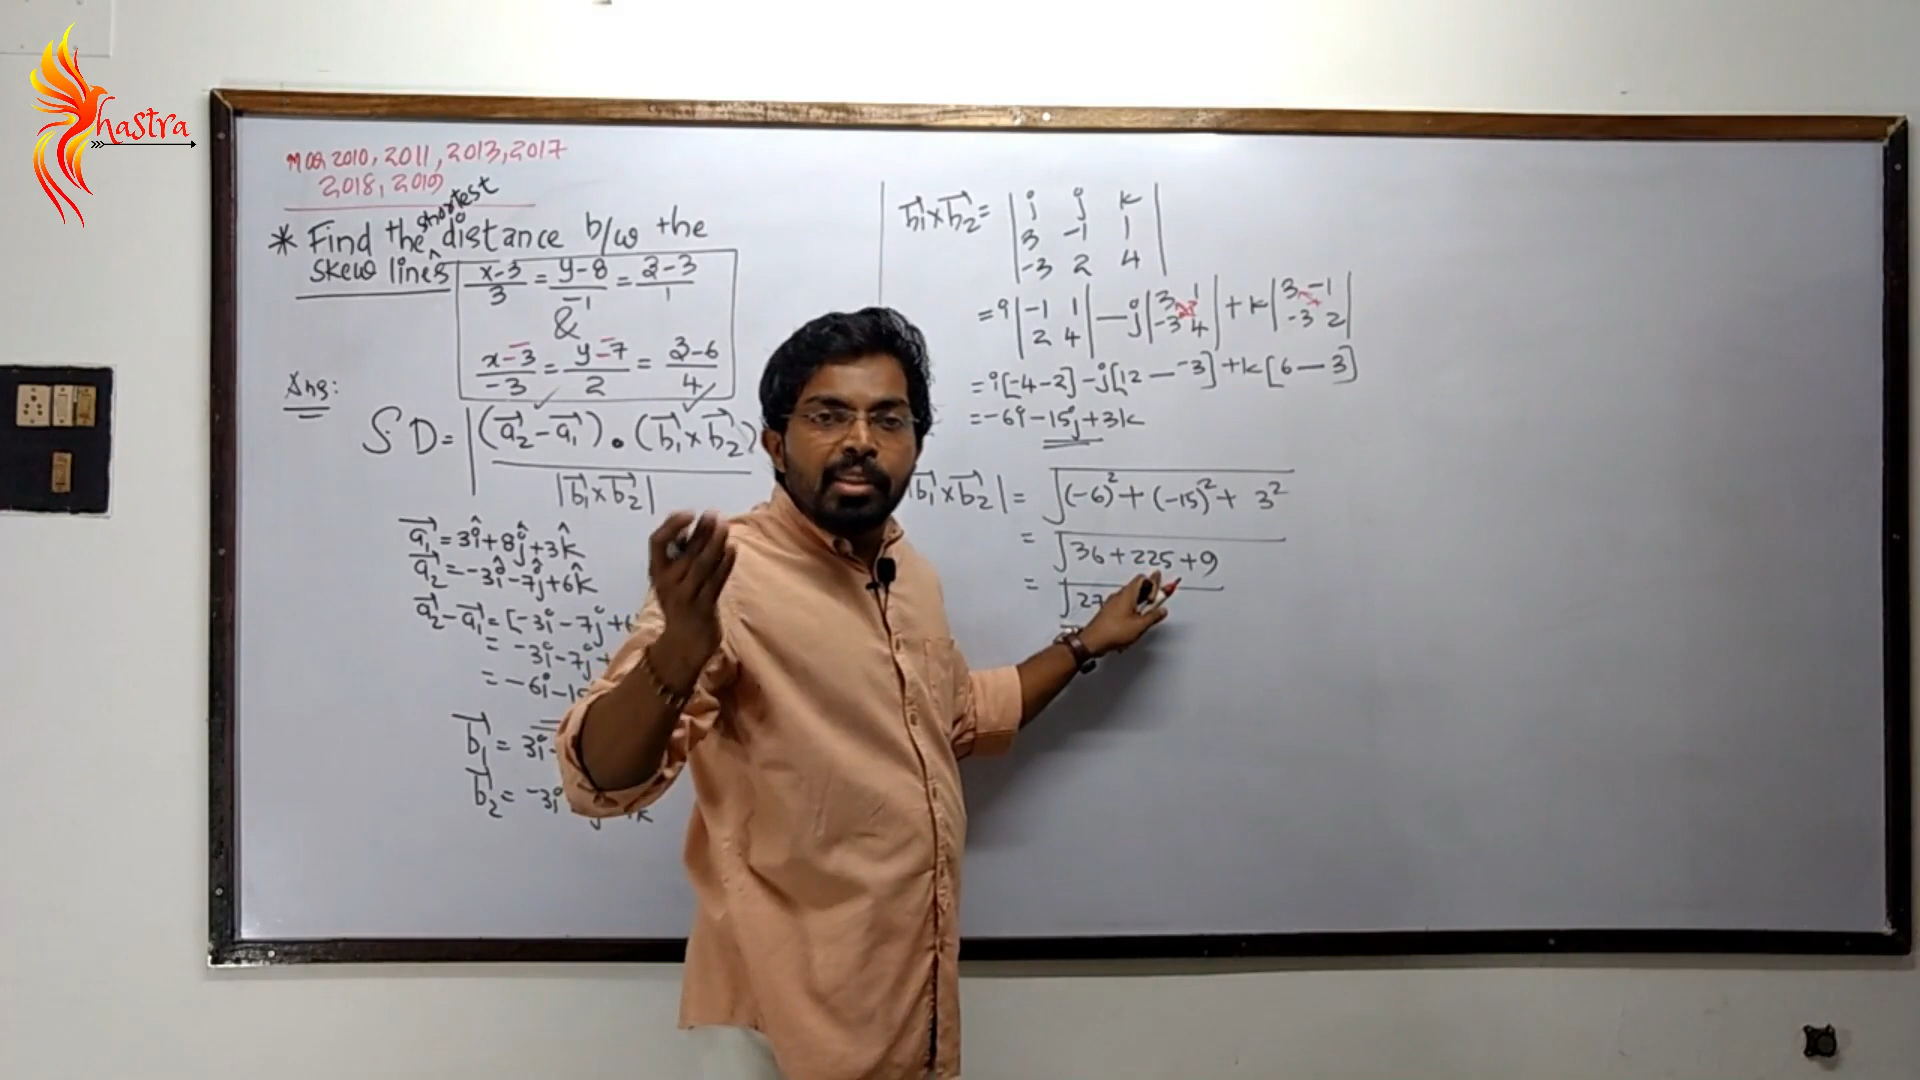 hastra
MAR 2010, 2011, 2013, 2017
2018, 2019
* Find the shortest distance b/w the
skew lines
x-3/3 = y-8/-1 = z-3/1
&
x--3/-3 = y--7/2 = z-6/4
Ans:
SD = |(a₂-a₁)•(b₁×b₂)
|b₁×b₂|
a₁ = 3i+8j+3k
a₂ = -3i-7j+6k
a₂-a₁ = [-3i-7j+6
= -3i-7j+
= -6i-15
b₁ = 3i-
b₂ = -3i
b₁×b₂ = | i j k
3 -1 1
-3 2 4 |
= i |-1 1 2 4| - j |3 1 -3 4| + k |3 -1 -3 2|
= i[-4-2] - j[12 - -3] + k[6 - 3]
= -6i-15j+3k
|b₁×b₂| = √(-6)²+(-15)²+3²
= √36+225+9
= √27